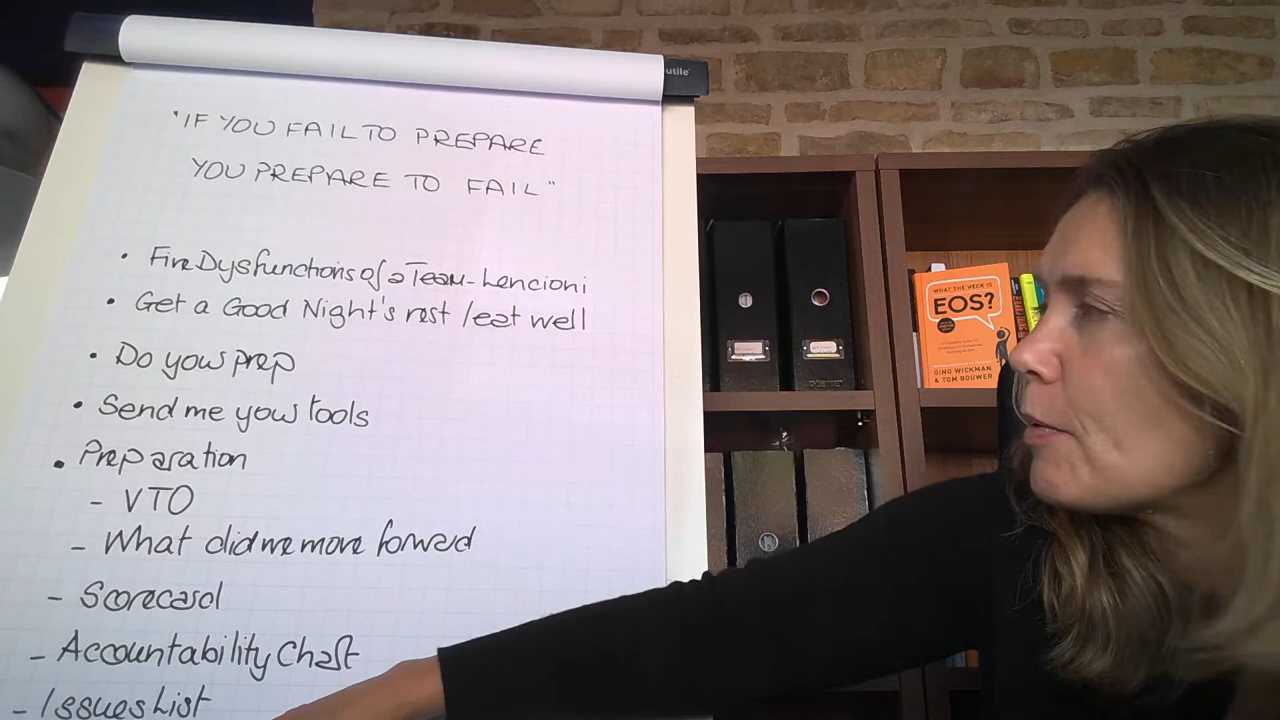 utile
"IF YOU FAIL TO PREPARE
YOU PREPARE TO FAIL"
• Five Dysfunctions of a Team - Lencioni
• Get a Good Night's rest / eat well
• Do your prep
• Send me your tools
• Preparation
- VTO
- What did we move forward
- Scorecard
- Accountability Chart
- Issues List
WHAT THE HECK IS
EOS?
GINO WICKMAN
& TOM BOUWER